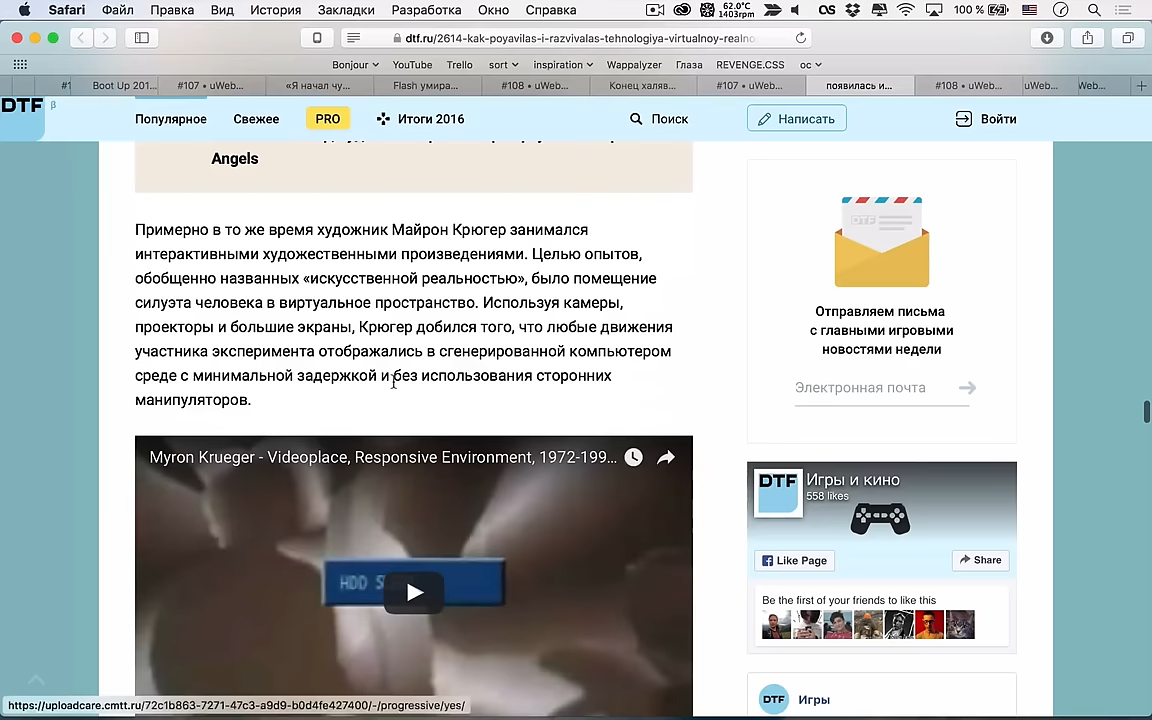 Safari Файл Правка Вид История Закладки Разработка Окно Справка 62.0°C 1403rpm 100 %
dtf.ru/2614-kak-poyavilas-i-razvivalas-tehnologiya-virtualnoy-realno
Bonjour YouTube Trello sort inspiration Wappalyzer Глаза REVENGE.CSS ос
#1 Boot Up 201... #107 • uWeb... «Я начал чу... Flash умира... #108 • uWeb... Конец халяв... #107 • uWeb... появилась и... #108 • uWeb... uWeb... Web...
DTF β Популярное Свежее PRO Итоги 2016 Поиск Написать Войти
Angels
Примерно в то же время художник Майрон Крюгер занимался
интерактивными художественными произведениями. Целью опытов,
обобщенно названных «искусственной реальностью», было помещение
силуэта человека в виртуальное пространство. Используя камеры,
проекторы и большие экраны, Крюгер добился того, что любые движения
участника эксперимента отображались в сгенерированной компьютером
среде с минимальной задержкой и без использования сторонних
манипуляторов.
Myron Krueger - Videoplace, Responsive Environment, 1972-199...
HDD
DTF
Отправляем письма
с главными игровыми
новостями недели
Электронная почта
DTF
Игры и кино
558 likes
Like Page Share
Be the first of your friends to like this
DTF Игры
https://uploadcare.cmtt.ru/72c1b863-7271-47c3-a9d9-b0d4fe427400/-/progressive/yes/